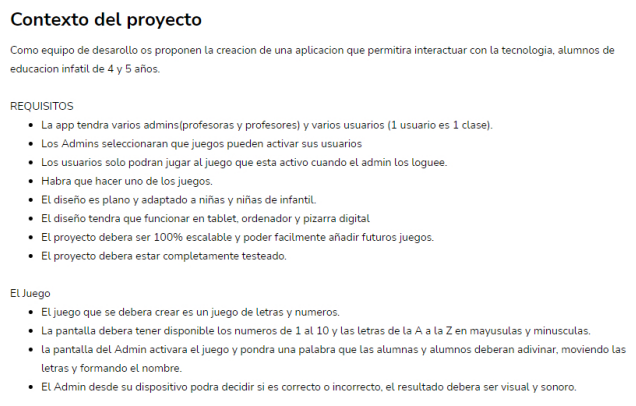 Contexto del proyecto
Como equipo de desarollo os proponen la creacion de una aplicacion que permitira interactuar con la tecnologia, alumnos de
educacion infatil de 4 y 5 años.
REQUISITOS
La app tendra varios admins(profesoras y profesores) y varios usuarios (1 usuario es 1 clase).
Los Admins seleccionaran que juegos pueden activar sus usuarios
Los usuarios solo podran jugar al juego que esta activo cuando el admin los loguee.
Habra que hacer uno de los juegos.
El diseño es plano y adaptado a niñas y niñas de infantil.
El diseño tendra que funcionar en tablet, ordenador y pizarra digital
El proyecto debera ser 100% escalable y poder facilmente añadir futuros juegos.
El proyecto debera estar completamente testeado.
El Juego
El juego que se debera crear es un juego de letras y numeros.
La pantalla debera tener disponible los numeros de 1 al 10 y las letras de la A a la Z en mayusulas y minusculas.
la pantalla del Admin activara el juego y pondra una palabra que las alumnas y alumnos deberan adivinar, moviendo las
letras y formando el nombre.
El Admin desde su dispositivo podra decidir si es correcto o incorrecto, el resultado debera ser visual y sonoro.